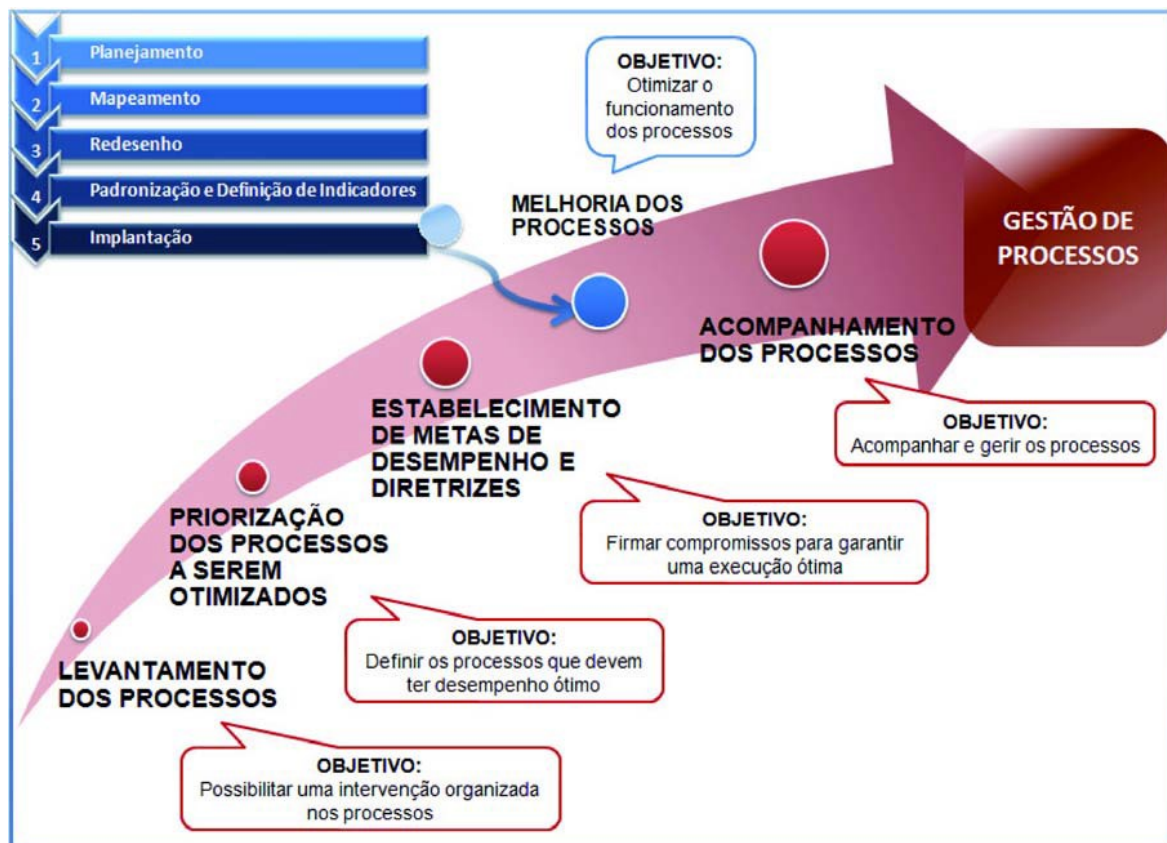 1 Planejamento
2 Mapeamento
3 Redesenho
4 Padronização e Definição de Indicadores
5 Implantação
OBJETIVO:
Otimizar o
funcionamento
dos processos
MELHORIA DOS
PROCESSOS
GESTÃO DE
PROCESSOS
ACOMPANHAMENTO
DOS PROCESSOS
OBJETIVO:
Acompanhar e gerir os processos
ESTABELECIMENTO
DE METAS DE
DESEMPENHO E
DIRETRIZES
OBJETIVO:
Firmar compromissos para garantir
uma execução ótima
PRIORIZAÇÃO
DOS PROCESSOS
A SEREM
OTIMIZADOS
OBJETIVO:
Definir os processos que devem
ter desempenho ótimo
LEVANTAMENTO
DOS PROCESSOS
OBJETIVO:
Possibilitar uma intervenção organizada
nos processos